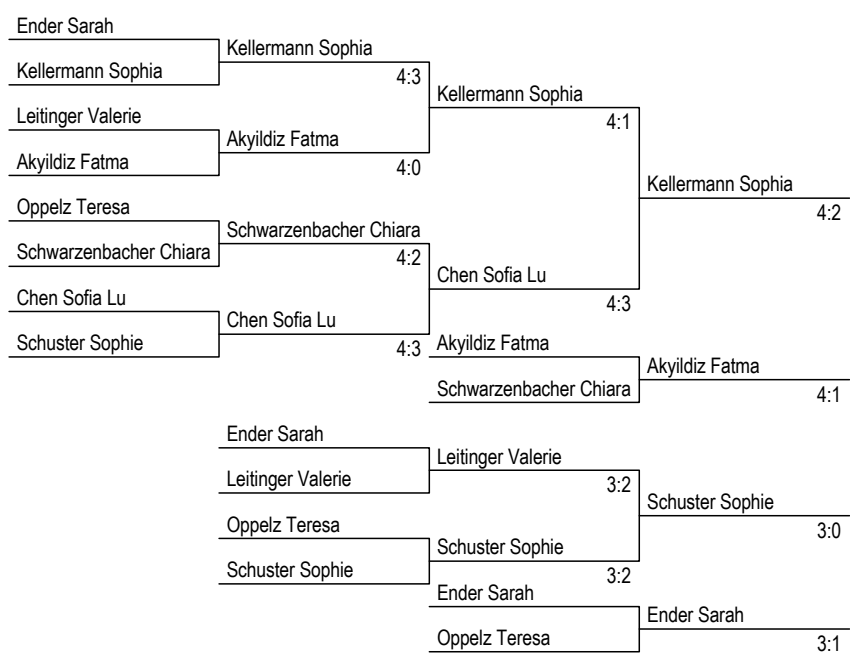 Ender Sarah
Kellermann Sophia
Kellermann Sophia
4:3
Kellermann Sophia
Leitinger Valerie
4:1
Akyildiz Fatma
Akyildiz Fatma
4:0
Kellermann Sophia
4:2
Oppelz Teresa
Schwarzenbacher Chiara
Schwarzenbacher Chiara
4:2
Chen Sofia Lu
Chen Sofia Lu
4:3
Chen Sofia Lu
Schuster Sophie
4:3
Akyildiz Fatma
Akyildiz Fatma
Schwarzenbacher Chiara
4:1
Ender Sarah
Leitinger Valerie
Leitinger Valerie
3:2
Schuster Sophie
Oppelz Teresa
3:0
Schuster Sophie
Schuster Sophie
3:2
Ender Sarah
Ender Sarah
Oppelz Teresa
3:1